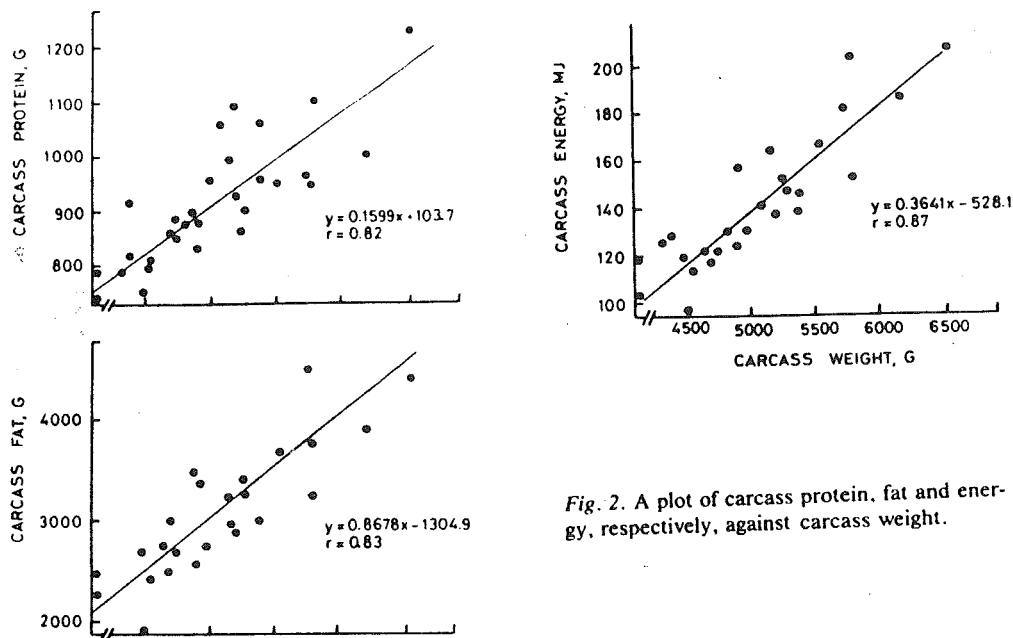 CARCASS PROTEIN, G
1200
1100
1000
900
800
y = 0.1599x + 103.7
r = 0.82
CARCASS FAT, G
4000
3000
2000
y = 0.8678x - 1304.9
r = 0.83
CARCASS ENERGY, MJ
200
180
160
140
120
100
y = 0.3641x - 528.1
r = 0.87
4500 5000 5500 6000 6500
CARCASS WEIGHT, G
Fig. 2. A plot of carcass protein, fat and ener-
gy, respectively, against carcass weight.